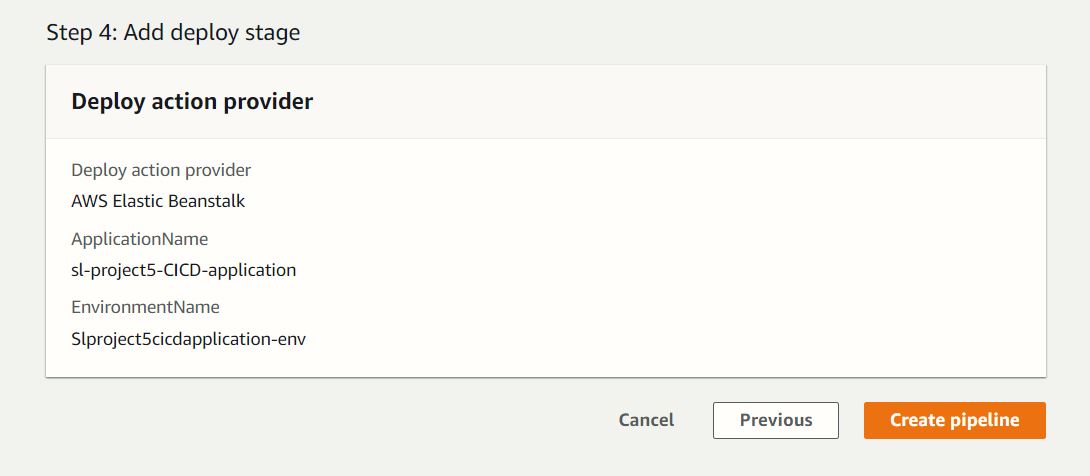 Step 4: Add deploy stage
Deploy action provider
Deploy action provider
AWS Elastic Beanstalk
ApplicationName
sl-project5-CICD-application
EnvironmentName
Slproject5cicdapplication-env
Cancel
Previous
Create pipeline